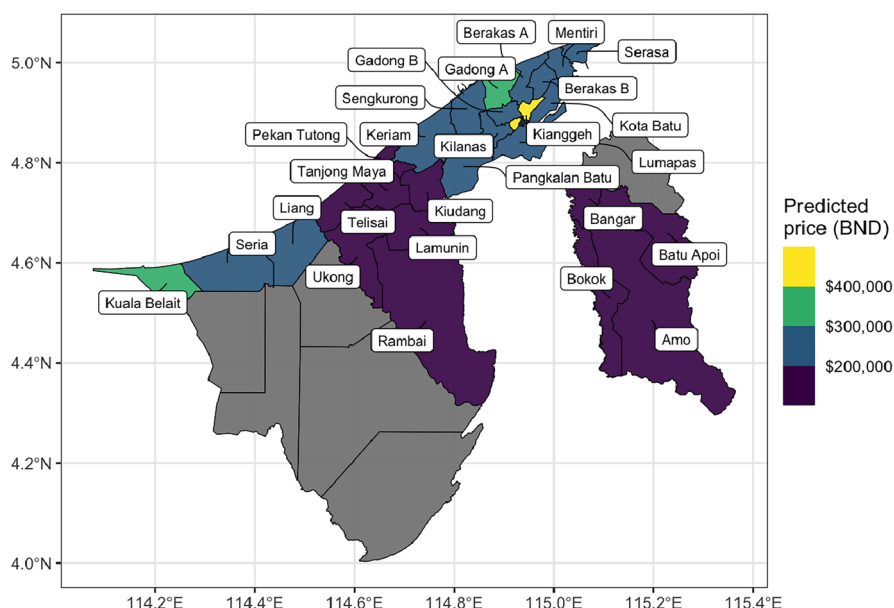 Berakas A
Mentiri
Serasa
Gadong B
Gadong A
Berakas B
Sengkurong
Kota Batu
Pekan Tutong
Keriam
Kianggeh
Kilanas
Lumapas
Tanjong Maya
Pangkalan Batu
Liang
Kiudang
Telisai
Bangar
Seria
Lamunin
Batu Apoi
Ukong
Bokok
Kuala Belait
Rambai
Amo
5.0°N
4.8°N
4.6°N
4.4°N
4.2°N
4.0°N
114.2°E
114.4°E
114.6°E
114.8°E
115.0°E
115.2°E
115.4°E
Predicted
price (BND)
$400,000
$300,000
$200,000